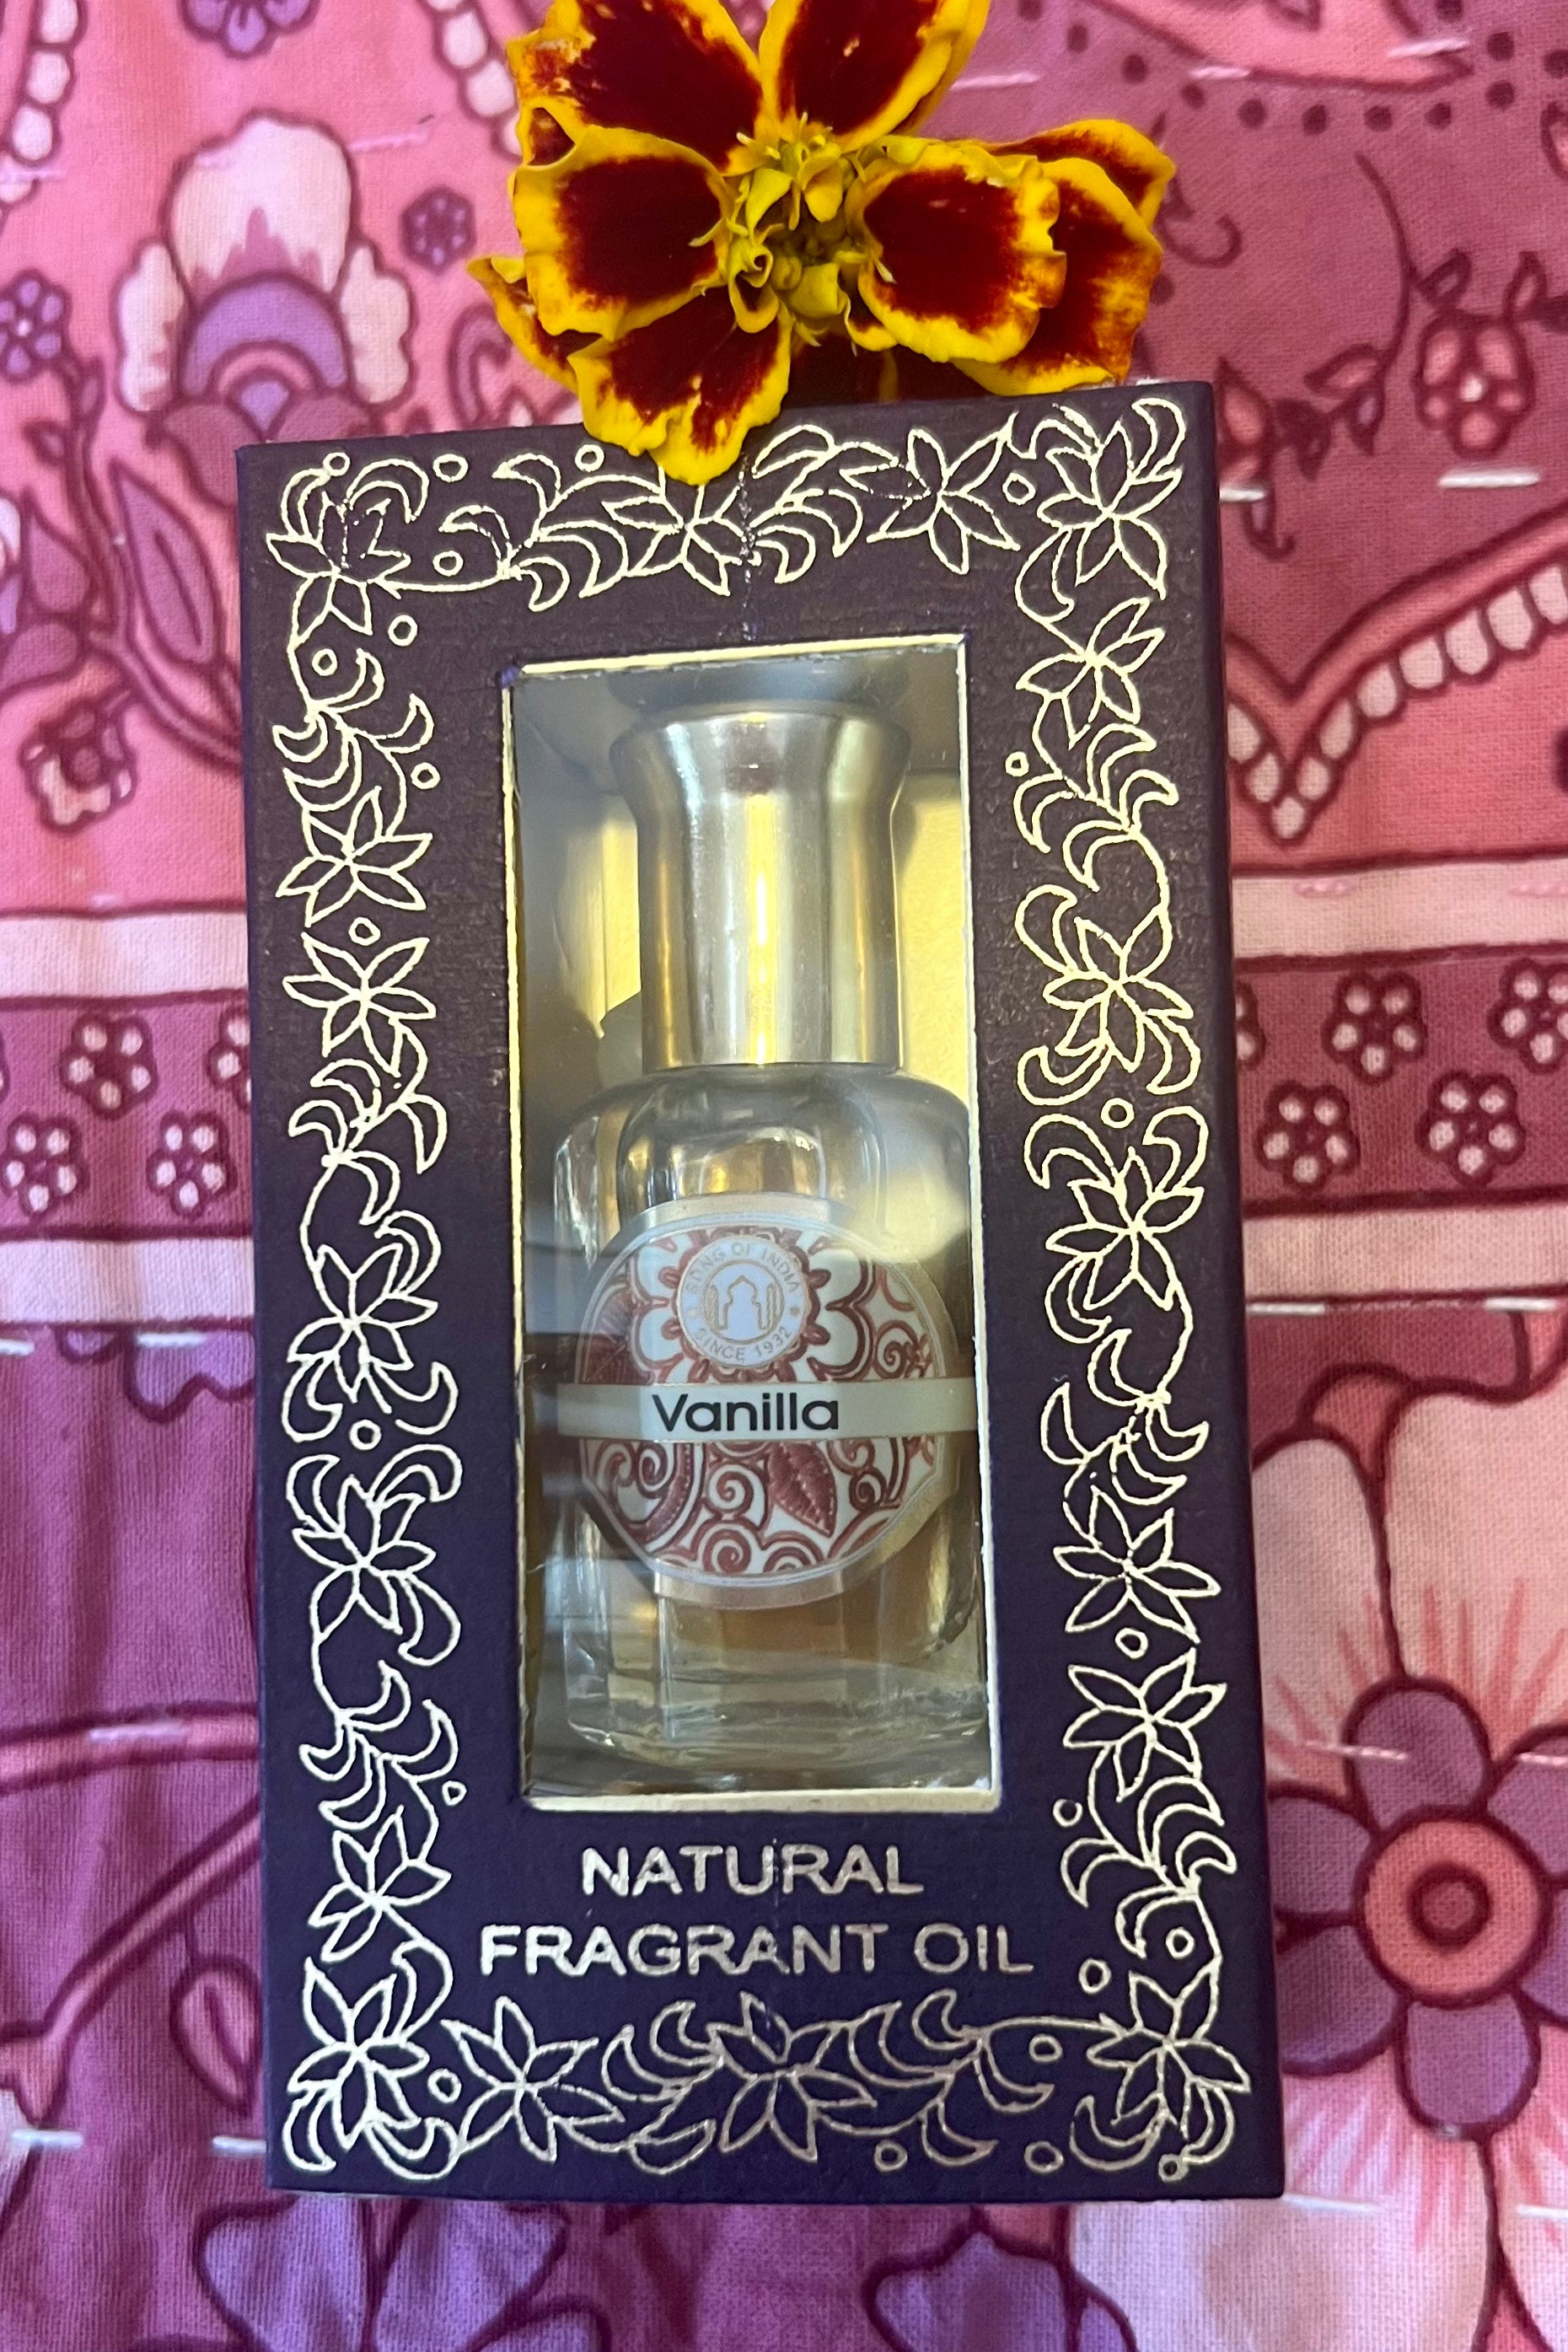 SONG OF INDIA
SINCE 1932
Vanilla
NATURAL
FRAGRANT OIL